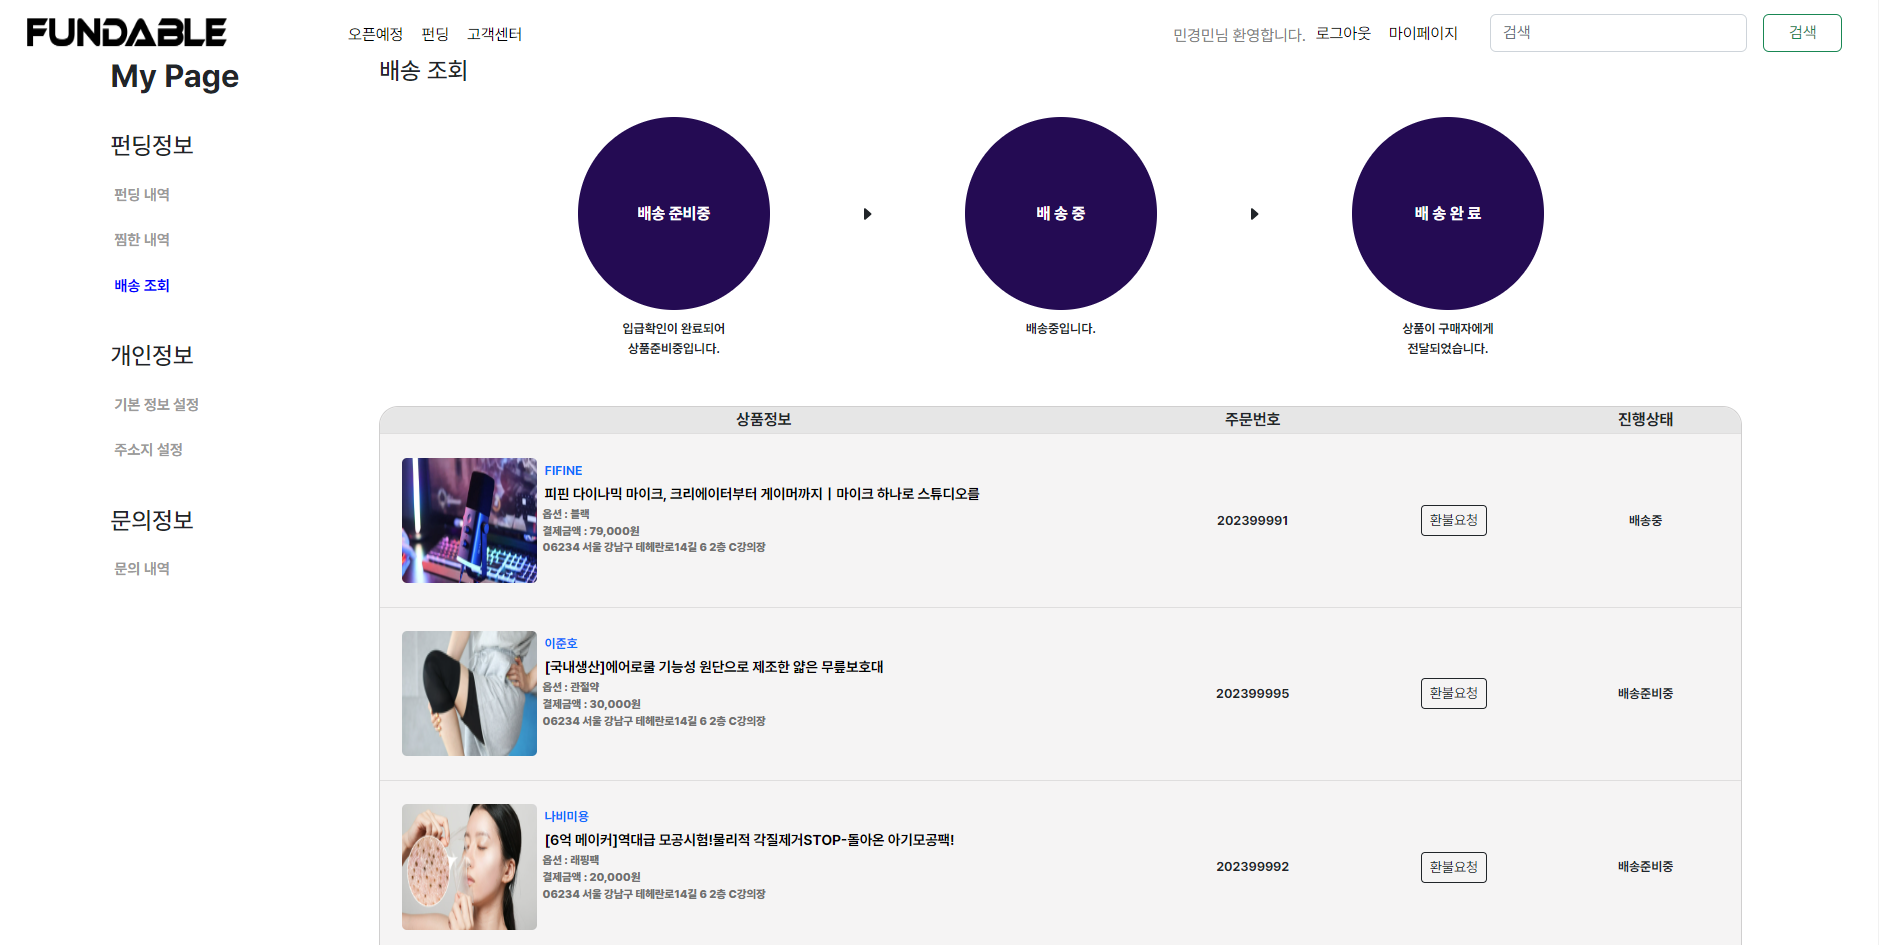 FUNDABLE
오픈예정 펀딩 고객센터
민경민님 환영합니다. 로그아웃 마이페이지 검색 검색
My Page
펀딩정보
펀딩 내역
찜한 내역
배송 조회
개인정보
기본 정보 설정
주소지 설정
문의정보
문의 내역
배송 조회
배송 준비중
배 송 중
배 송 완 료
입급확인이 완료되어
상품준비중입니다.
배송중입니다.
상품이 구매자에게
전달되었습니다.
상품정보 주문번호 진행상태
FIFINE
피핀 다이나믹 마이크, 크리에이터부터 게이머까지 | 마이크 하나로 스튜디오를
옵션 : 블랙
결제금액 : 79,000원
06234 서울 강남구 테헤란로14길 6 2층 C강의장
202399991 환불요청 배송중
이준호
[국내생산]에어로쿨 기능성 원단으로 제조한 얇은 무릎보호대
옵션 : 관절약
결제금액 : 30,000원
06234 서울 강남구 테헤란로14길 6 2층 C강의장
202399995 환불요청 배송준비중
나비미용
[6억 메이커]역대급 모공시험!물리적 각질제거STOP-돌아온 아기모공팩!
옵션 : 래핑팩
결제금액 : 20,000원
06234 서울 강남구 테헤란로14길 6 2층 C강의장
202399992 환불요청 배송준비중